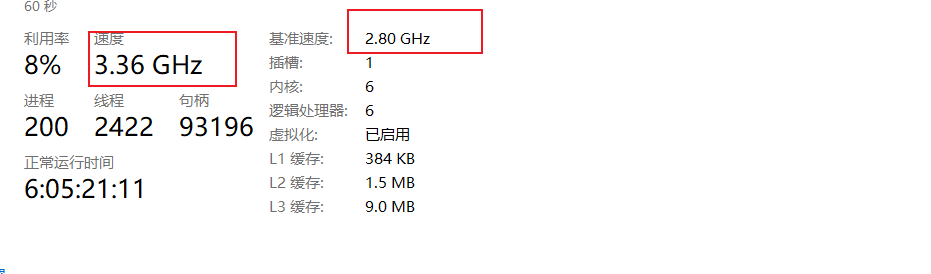 60 秒
利用率 速度
8% 3.36 GHz
进程 线程 句柄
200 2422 93196
正常运行时间
6:05:21:11
基准速度: 2.80 GHz
插槽: 1
内核: 6
逻辑处理器: 6
虚拟化: 已启用
L1 缓存: 384 KB
L2 缓存: 1.5 MB
L3 缓存: 9.0 MB